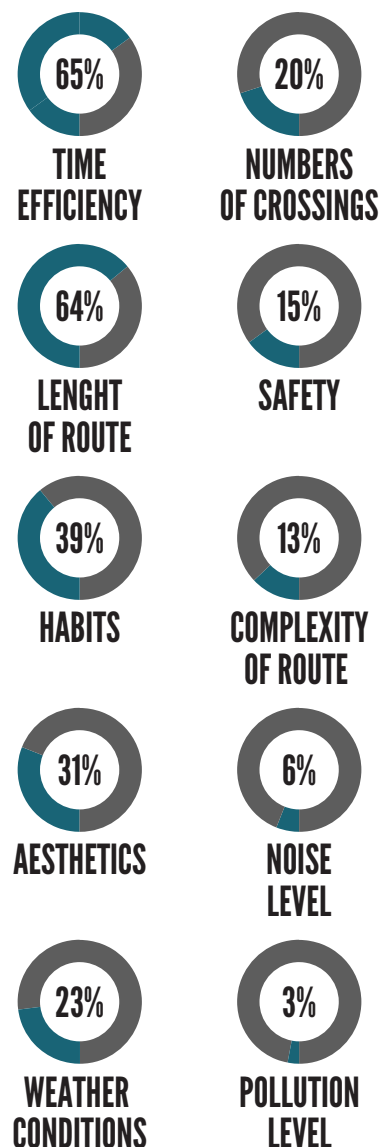 65%
TIME
EFFICIENCY
20%
NUMBERS
OF CROSSINGS
64%
LENGHT
OF ROUTE
15%
SAFETY
39%
HABITS
13%
COMPLEXITY
OF ROUTE
31%
AESTHETICS
6%
NOISE
LEVEL
23%
WEATHER
CONDITIONS
3%
POLLUTION
LEVEL